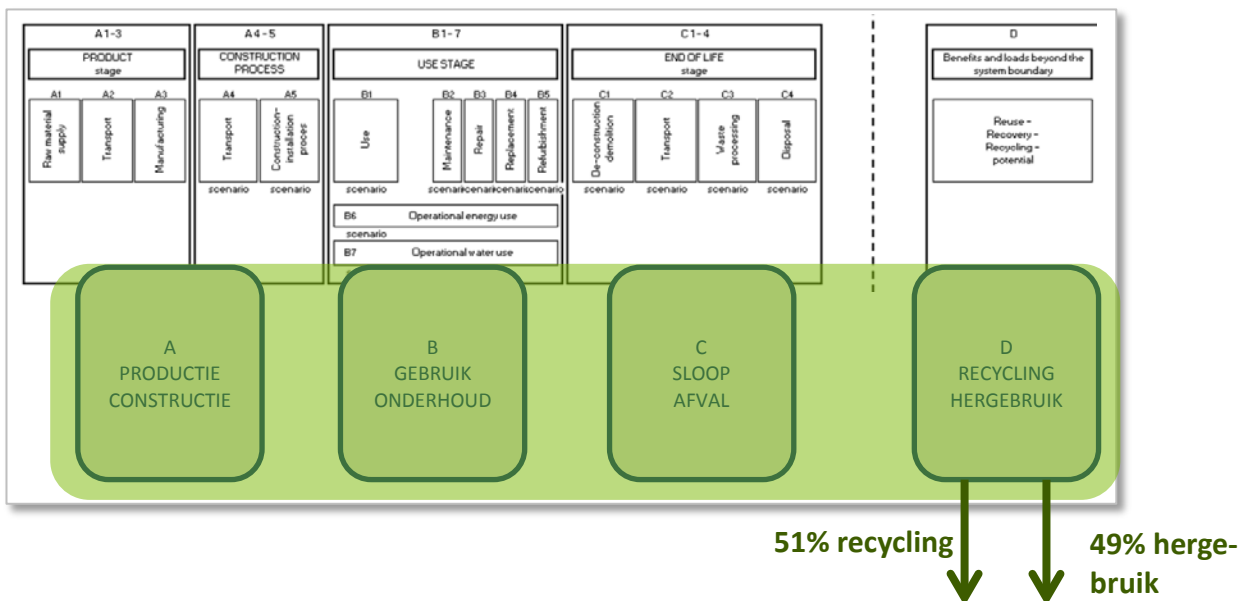 A1-3
PRODUCT
stage
A1
A2
A3
Raw material
supply
Transport
Manufacturing
A4-5
CONSTRUCTION
PROCESS
A4
A5
Transport
Construction-
installation
proces
scenario
scenario
B1-7
USE STAGE
B1
B2
B3
B4
B5
Use
Maintenance
Repair
Replacement
Refurbishment
scenario
scenario
scenario
scenario
scenario
B6 Operational energy use
scenario
B7 Operational water use
C1-4
END OF LIFE
stage
C1
C2
C3
C4
De-construction
demolition
Transport
Waste
processing
Disposal
scenario
scenario
scenario
scenario
D
Benefits and loads beyond the
system boundary
Reuse -
Recovery -
Recycling -
potential
A
PRODUCTIE
CONSTRUCTIE
B
GEBRUIK
ONDERHOUD
C
SLOOP
AFVAL
D
RECYCLING
HERGEBRUIK
51% recycling
49% herge-
bruik